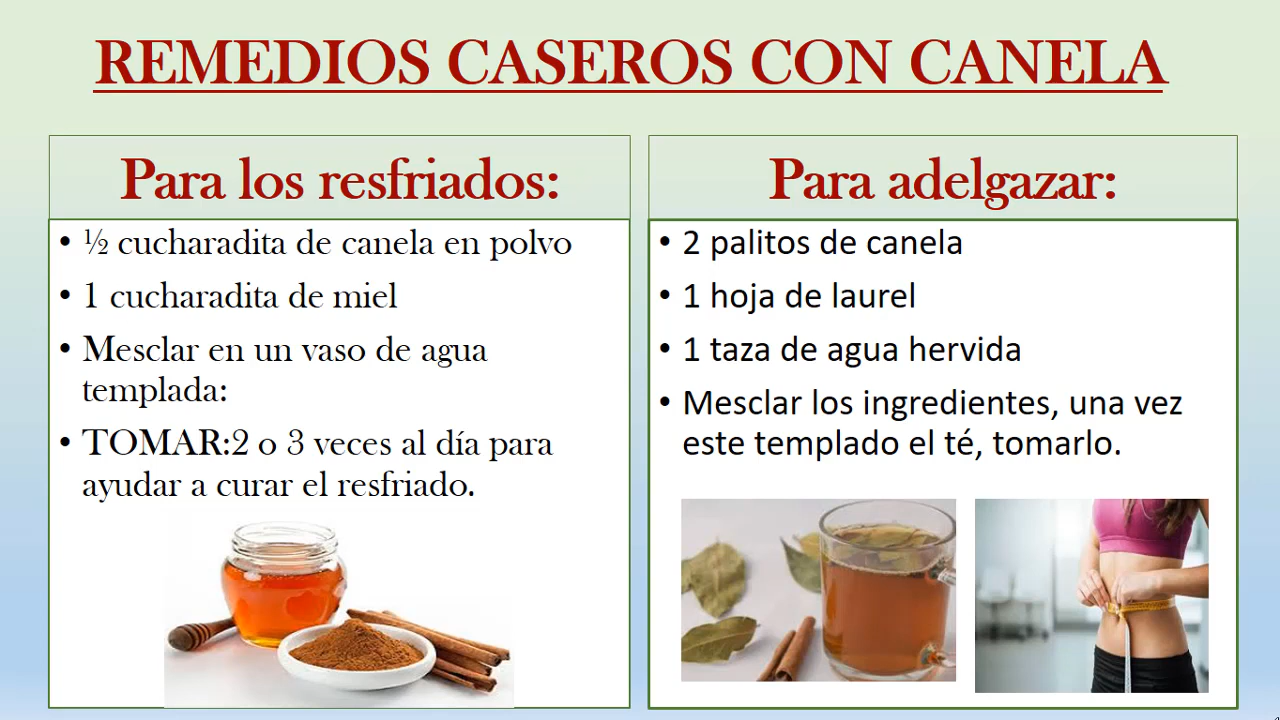 REMEDIOS CASEROS CON CANELA
Para los resfriados:
• ½ cucharadita de canela en polvo
• 1 cucharadita de miel
• Mesclar en un vaso de agua
templada:
• TOMAR:2 o 3 veces al día para
ayudar a curar el resfriado.
Para adelgazar:
• 2 palitos de canela
• 1 hoja de laurel
• 1 taza de agua hervida
• Mesclar los ingredientes, una vez
este templado el té, tomarlo.